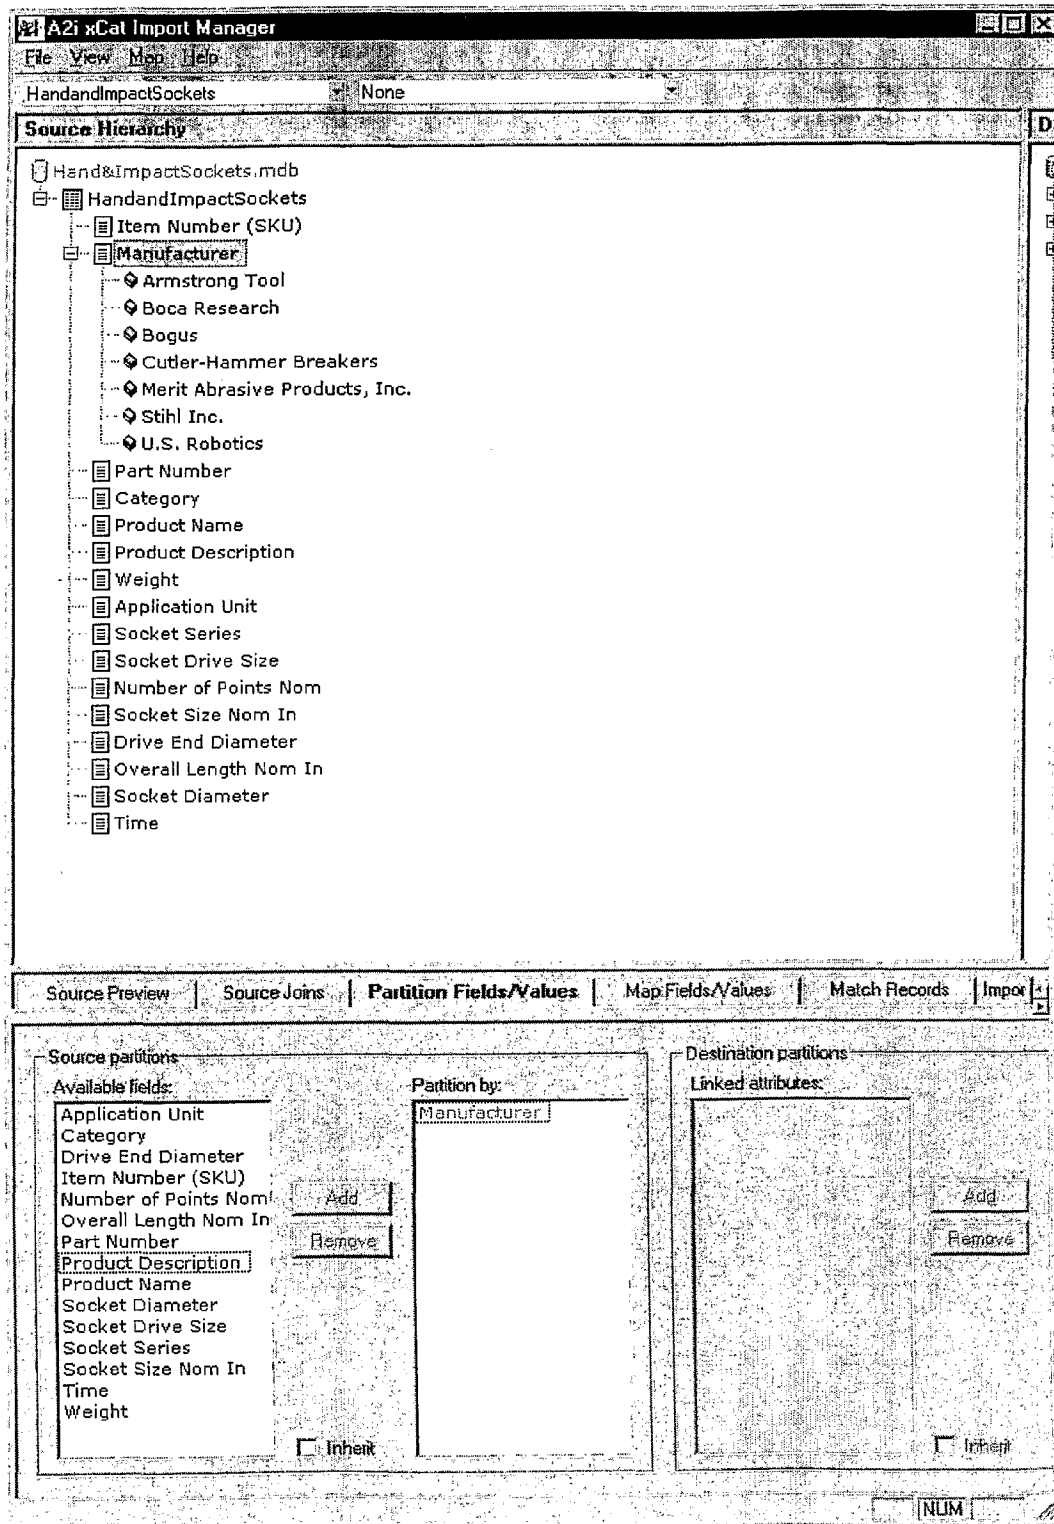 A2i xCat Import Manager
File View Map Help
HandandImpactSockets None
Source Hierarchy D
Hand&ImpactSockets.mdb
HandandImpactSockets
Item Number (SKU)
Manufacturer
Armstrong Tool
Boca Research
Bogus
Cutler-Hammer Breakers
Merit Abrasive Products, Inc.
Stihl Inc.
U.S. Robotics
Part Number
Category
Product Name
Product Description
Weight
Application Unit
Socket Series
Socket Drive Size
Number of Points Nom
Socket Size Nom In
Drive End Diameter
Overall Length Nom In
Socket Diameter
Time
Source Preview Source Joins Partition Fields/Values Map Fields/Values Match Records Impor
Source partitions Destination partitions
Available fields: Partition by: Linked attributes:
Application Unit Manufacturer
Category
Drive End Diameter
Item Number (SKU)
Number of Points Nom
Add Add
Overall Length Nom In
Part Number
Remove Remove
Product Description
Product Name
Socket Diameter
Socket Drive Size
Socket Series
Socket Size Nom In
Time
Weight
Inherit Inherit
NUM